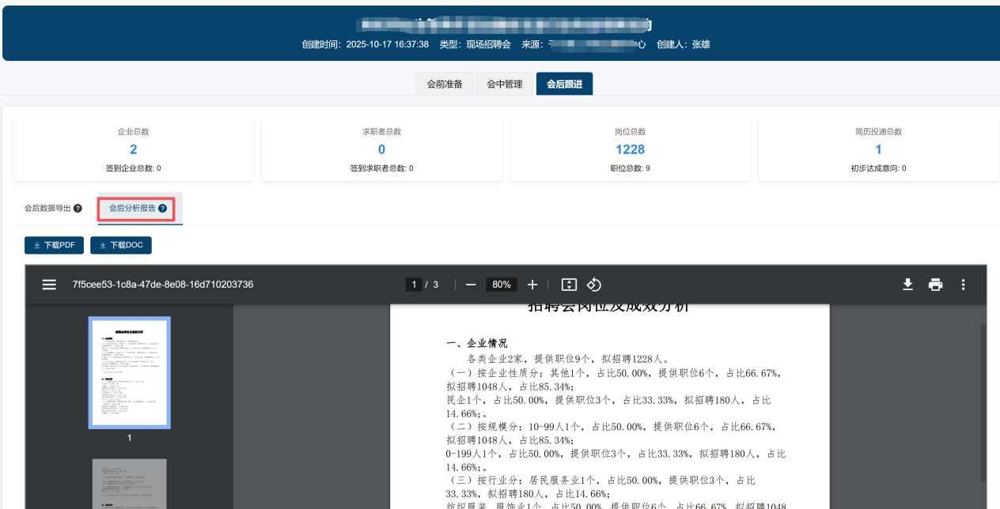 创建时间：2025-10-17 16:37:38 类型：现场招聘会 来源： 心 创建人：张雄
会前准备 会中管理 会后跟进
企业总数 求职者总数 岗位总数 简历投递总数
2 0 1228 1
签到企业总数: 0 签到求职者总数: 0 职位总数: 9 初步达成意向: 0
会后数据导出 ? 会后分析报告 ?
下载PDF 下载DOC
7f5cee53-1c8a-47de-8e08-16d710203736 1 / 3 80%
招聘会岗位及成效分析
一、企业情况
各类企业2家，提供职位9个，拟招聘1228人。
（一）按企业性质分：其他1个，占比50.00%，提供职位6个，占比66.67%，
拟招聘1048人，占比85.34%；
民企1个，占比50.00%，提供职位3个，占比33.33%，拟招聘180人，占比
14.66%；。
（二）按规模分：10-99人1个，占比50.00%，提供职位6个，占比66.67%，
拟招聘1048人，占比85.34%；
0-199人1个，占比50.00%，提供职位3个，占比33.33%，拟招聘180人，占比
14.66%；。
（三）按行业分：居民服务业1个，占比50.00%，提供职位3个，占比
33.33%，拟招聘180人，占比14.66%；
纺织服装、服饰业1个，占比50.00%，提供职位6个，占比66.67%，拟招聘1048
1